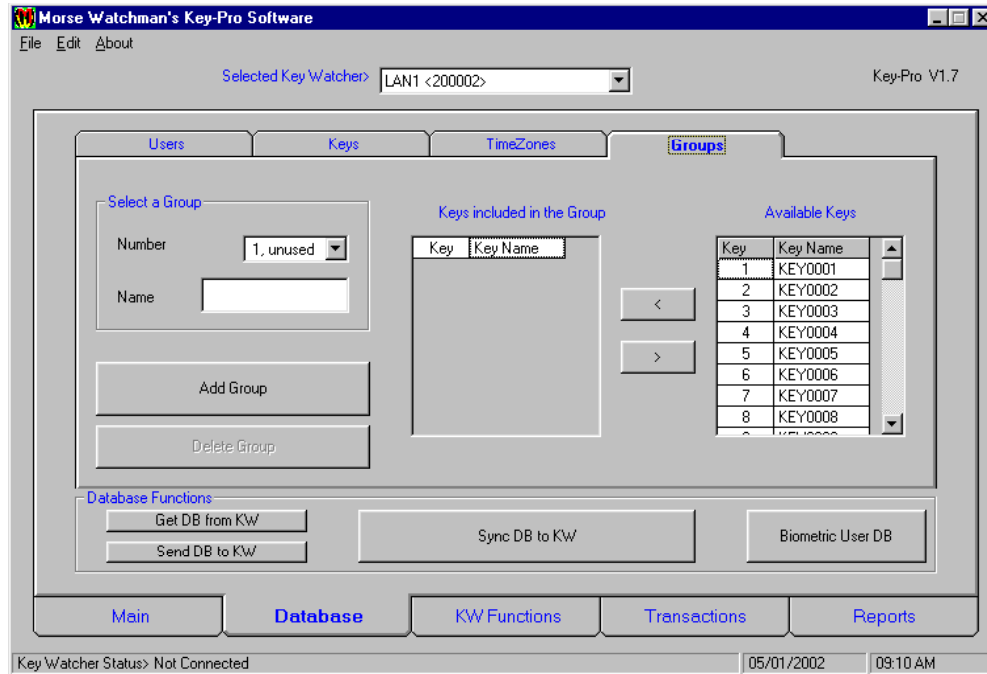 Morse Watchman's Key-Pro Software
File Edit About
Selected Key Watcher> LAN1 <200002> Key-Pro V1.7
Users Keys TimeZones Groups
Select a Group
Number 1, unused
Name
Add Group
Delete Group
Keys included in the Group
Key Key Name
<
>
Available Keys
Key Key Name
1 KEY0001
2 KEY0002
3 KEY0003
4 KEY0004
5 KEY0005
6 KEY0006
7 KEY0007
8 KEY0008
Database Functions
Get DB from KW
Send DB to KW
Sync DB to KW
Biometric User DB
Main Database KW Functions Transactions Reports
Key Watcher Status> Not Connected 05/01/2002 09:10 AM